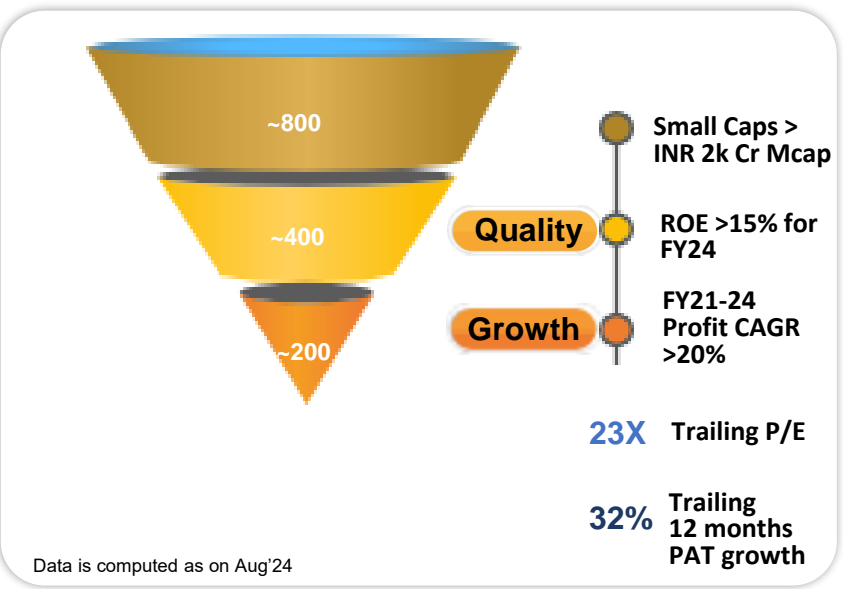 ~800
Small Caps >
INR 2k Cr Mcap
~400
Quality
ROE >15% for
FY24
~200
Growth
FY21-24
Profit CAGR
>20%
23X
Trailing P/E
32%
Trailing
12 months
PAT growth
Data is computed as on Aug'24